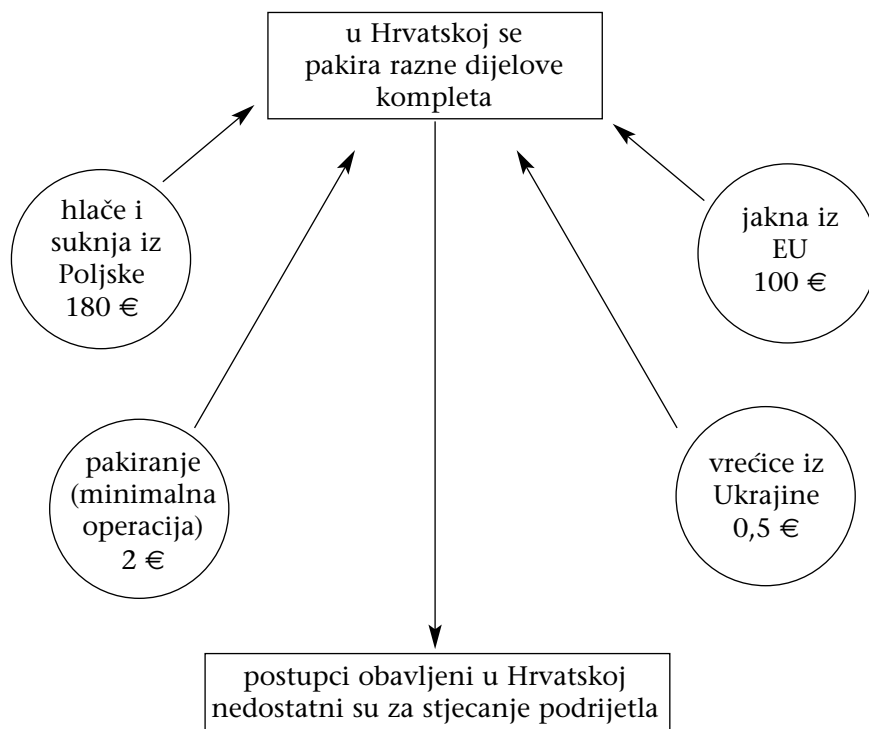 u Hrvatskoj se
pakira razne dijelove
kompleta
hlače i
suknja iz
Poljske
180 €
jakna iz
EU
100 €
pakiranje
(minimalna
operacija)
2 €
vrećice iz
Ukrajine
0,5 €
postupci obavljeni u Hrvatskoj
nedostatni su za stjecanje podrijetla